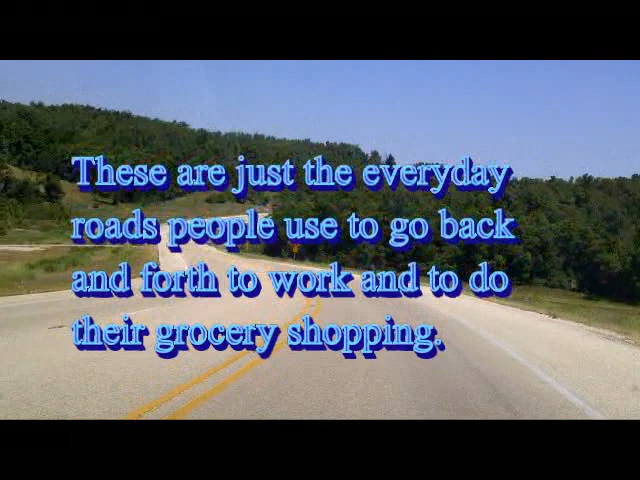 These are just the everyday
roads people use to go back
and forth to work and to do
their grocery shopping.